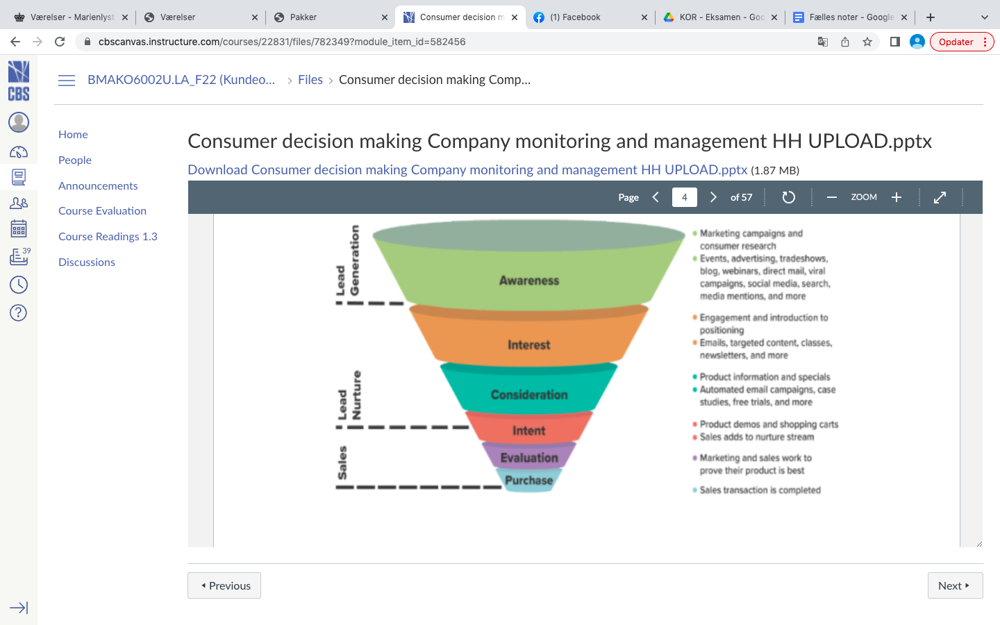 Værelser - Marienlyst
Værelser
Pakker
Consumer decision m
(1) Facebook
KOR - Eksamen - Goo
Fælles noter - Google
cbscanvas.instructure.com/courses/22831/files/782349?module_item_id=582456
Opdater
CBS
BMAKO6002U.LA_F22 (Kundeo...
Files
Consumer decision making Comp...
Home
People
Announcements
Course Evaluation
Course Readings 1.3
Discussions
39
Consumer decision making Company monitoring and management HH UPLOAD.pptx
Download Consumer decision making Company monitoring and management HH UPLOAD.pptx (1.87 MB)
Page 4 of 57 ZOOM
Lead
Generation
Lead
Nurture
Sales
Awareness
Interest
Consideration
Intent
Evaluation
Purchase
Marketing campaigns and
consumer research
Events, advertising, tradeshows,
blog, webinars, direct mail, viral
campaigns, social media, search,
media mentions, and more
Engagement and introduction to
positioning
Emails, targeted content, classes,
newsletters, and more
Product information and specials
Automated email campaigns, case
studies, free trials, and more
Product demos and shopping carts
Sales adds to nurture stream
Marketing and sales work to
prove their product is best
Sales transaction is completed
Previous
Next